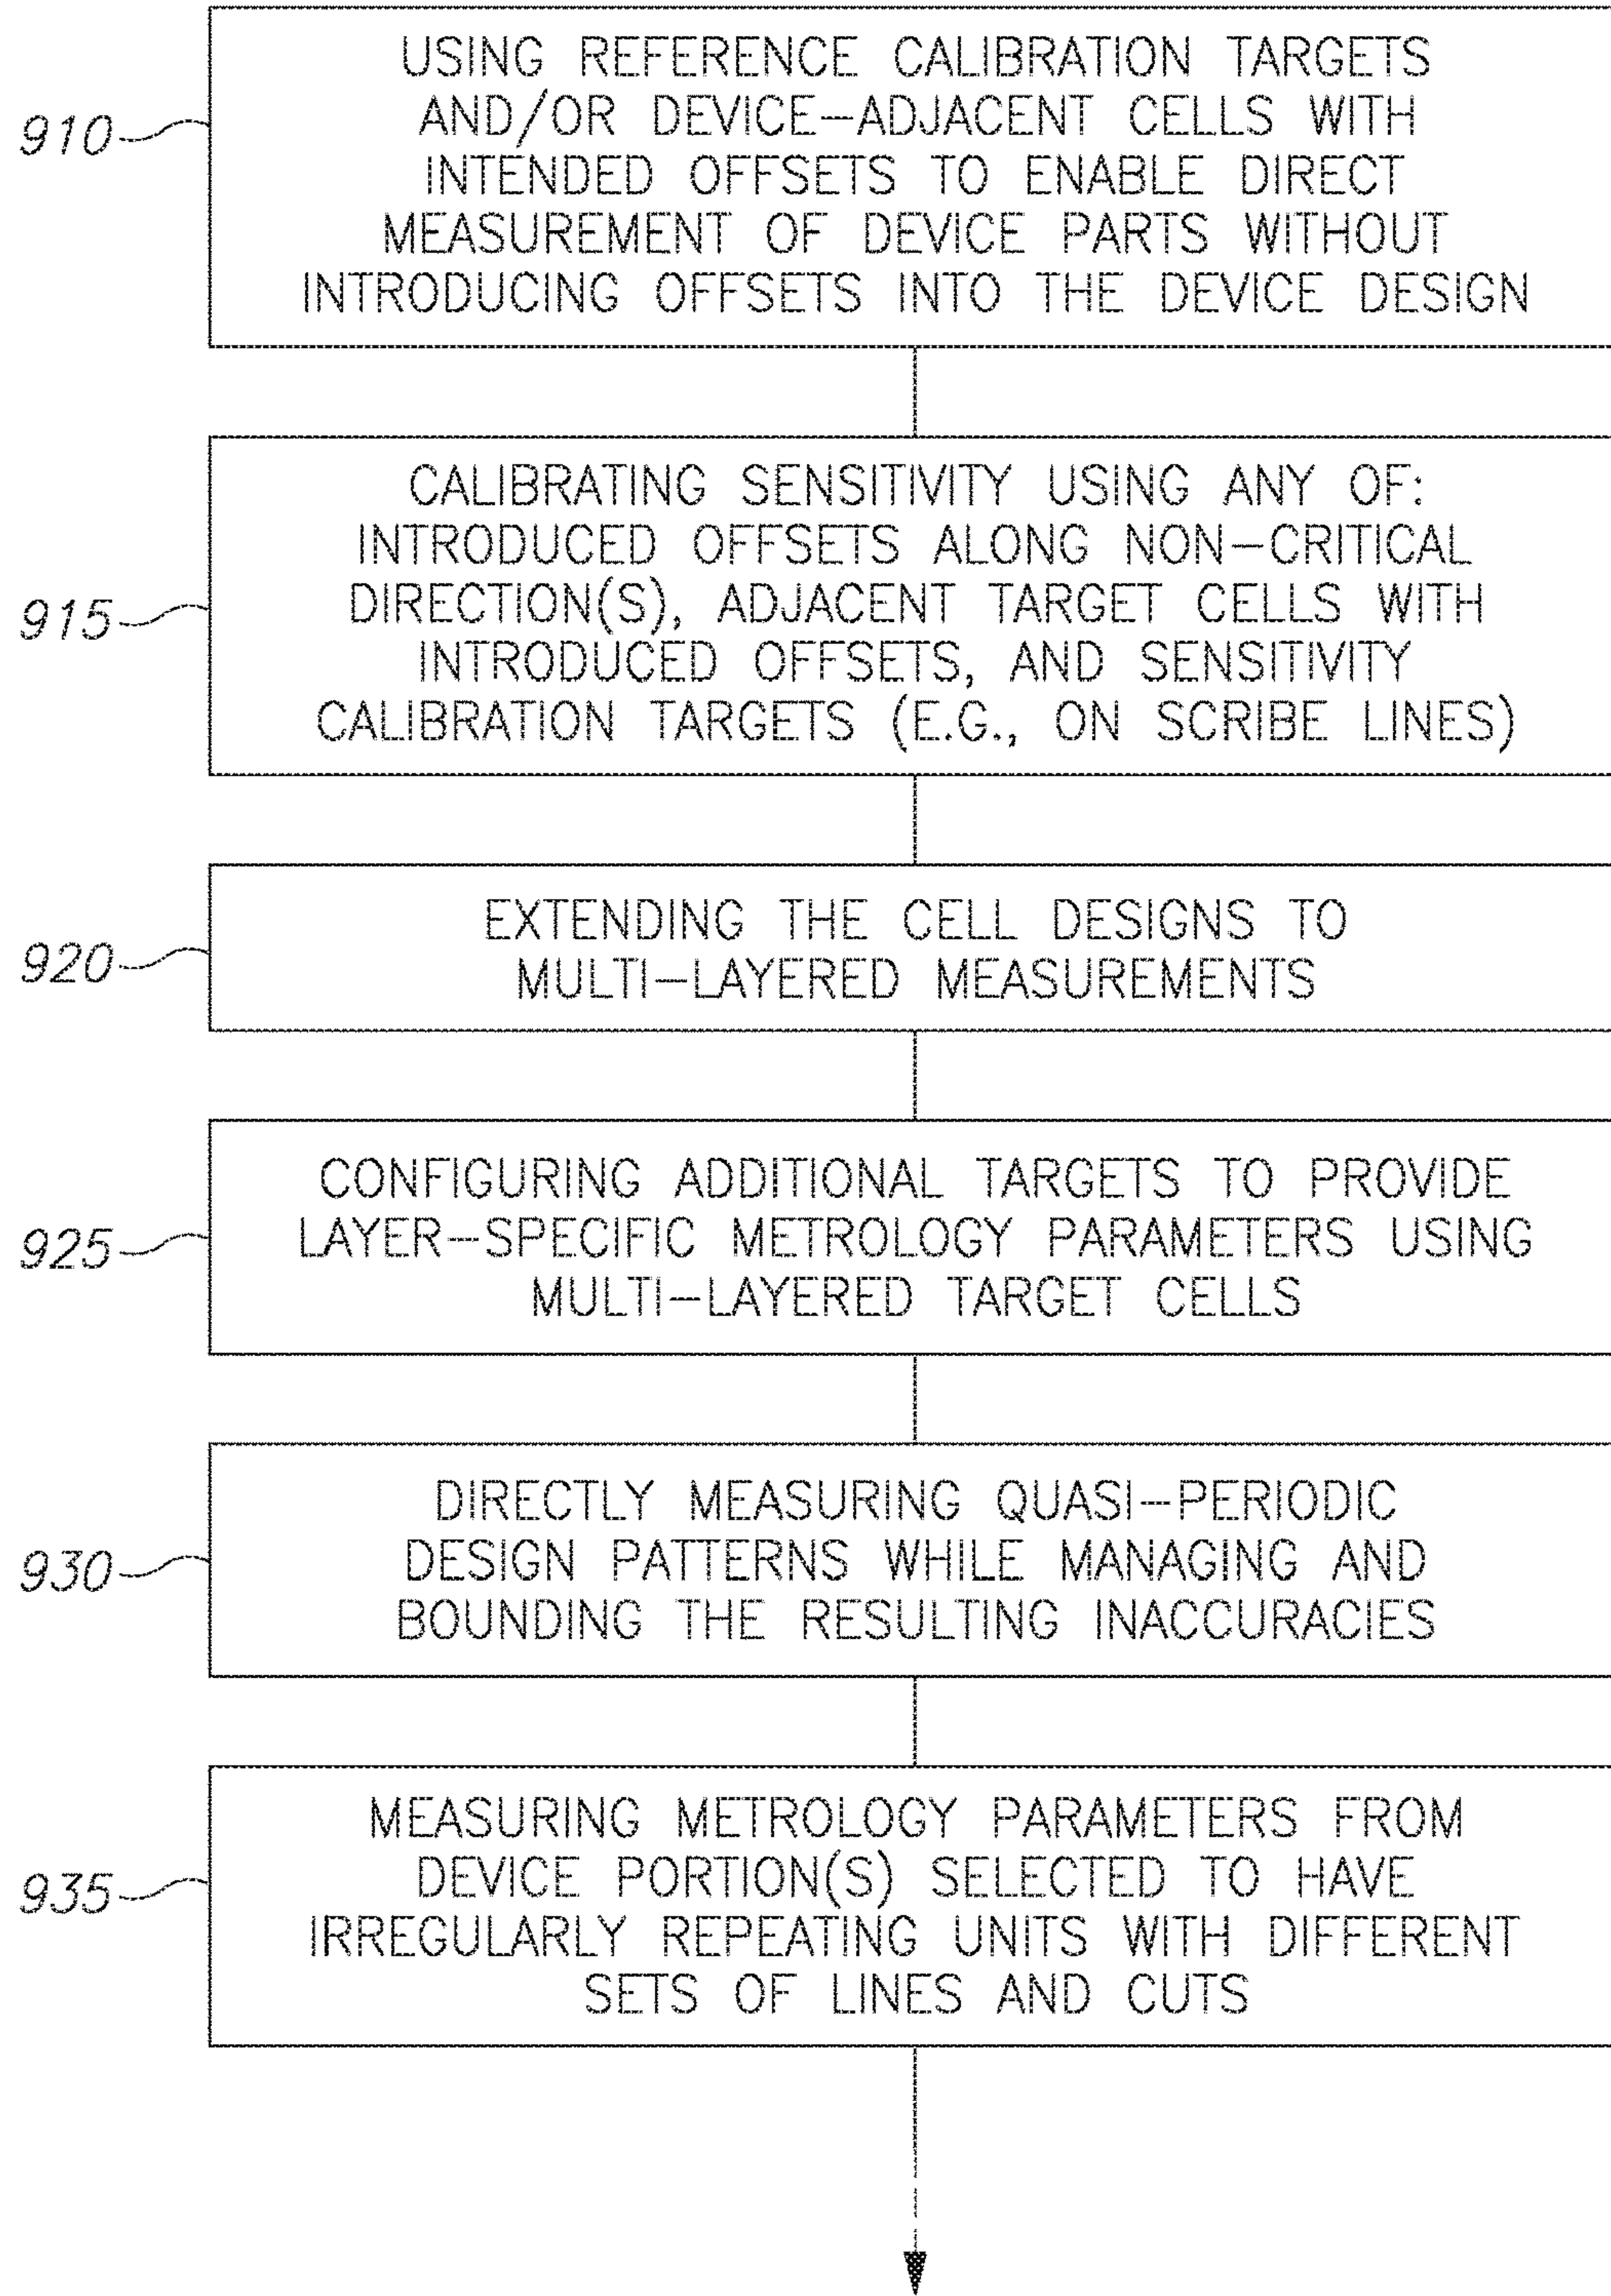 USING REFERENCE CALIBRATION TARGETS
AND/OR DEVICE-ADJACENT CELLS WITH
910
INTENDED OFFSETS TO ENABLE DIRECT
MEASUREMENT OF DEVICE PARTS WITHOUT
INTRODUCING OFFSETS INTO THE DEVICE DESIGN
CALIBRATING SENSITIVITY USING ANY OF:
INTRODUCED OFFSETS ALONG NON-CRITICAL
915
DIRECTION(S), ADJACENT TARGET CELLS WITH
INTRODUCED OFFSETS, AND SENSITIVITY
CALIBRATION TARGETS (E.G., ON SCRIBE LINES)
920
EXTENDING THE CELL DESIGNS TO
MULTI-LAYERED MEASUREMENTS
CONFIGURING ADDITIONAL TARGETS TO PROVIDE
925
LAYER-SPECIFIC METROLOGY PARAMETERS USING
MULTI-LAYERED TARGET CELLS
DIRECTLY MEASURING QUASI-PERIODIC
930
DESIGN PATTERNS WHILE MANAGING AND
BOUNDING THE RESULTING INACCURACIES
MEASURING METROLOGY PARAMETERS FROM
935
DEVICE PORTION(S) SELECTED TO HAVE
IRREGULARLY REPEATING UNITS WITH DIFFERENT
SETS OF LINES AND CUTS